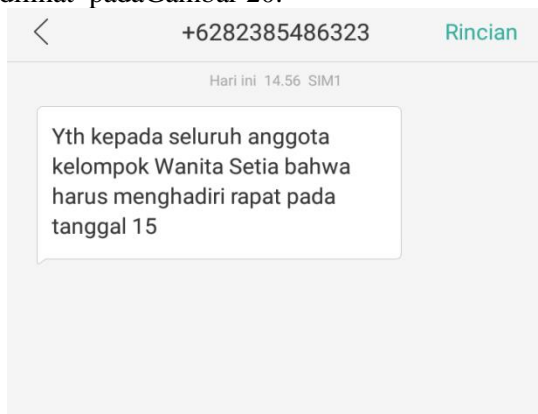 dilihat padaGambar 20.
+6282385486323 Rincian
Hari ini 14.56 SIM1
Yth kepada seluruh anggota
kelompok Wanita Setia bahwa
harus menghadiri rapat pada
tanggal 15